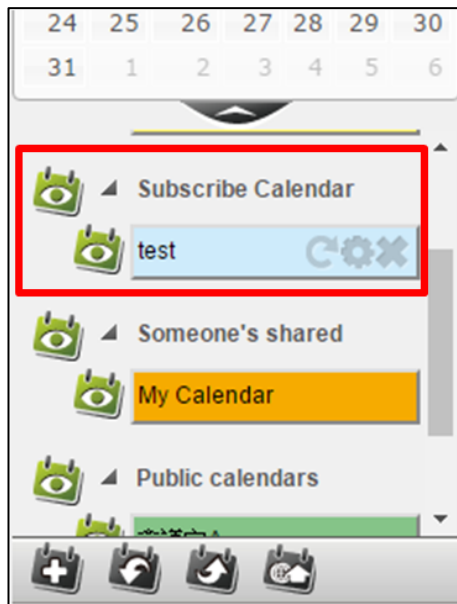 24 25 26 27 28 29 30
31 1 2 3 4 5 6
Subscribe Calendar
test
Someone's shared
My Calendar
Public calendars